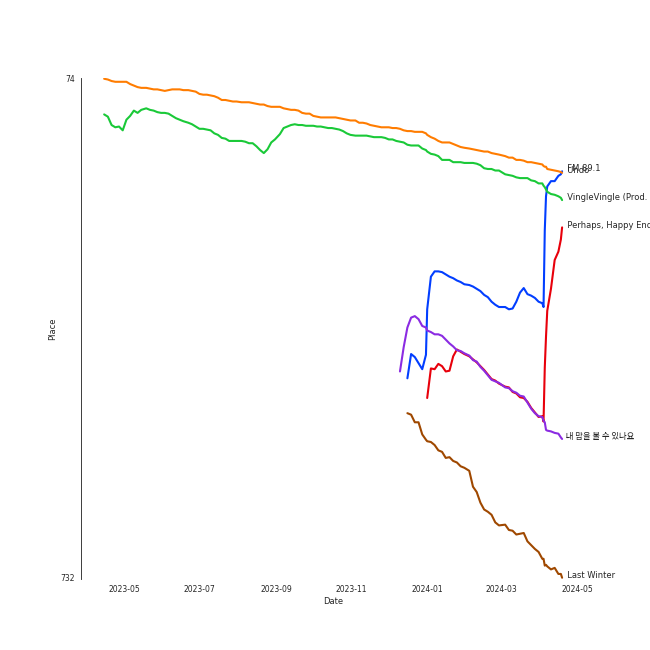 74
FM 89.1
VingleVingle (Prod.
Perhaps, Happy End
Place
내 맘을 볼 수 있나요
Last Winter
732
2023-05
2023-07
2023-09
2023-11
2024-01
2024-03
2024-05
Date